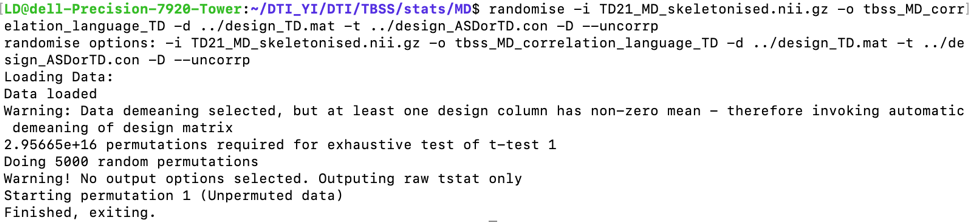 [LD@dell-Precision-7920-Tower:~/DTI_YI/DTI/TBSS/stats/MD$ randomise -i TD21_MD_skeletonised.nii.gz -o tbss_MD_corr]
elation_language_TD -d ../design_TD.mat -t ../design_ASDorTD.con -D --uncorrp
randomise options: -i TD21_MD_skeletonised.nii.gz -o tbss_MD_correlation_language_TD -d ../design_TD.mat -t ../de
sign_ASDorTD.con -D --uncorrp
Loading Data:
Data loaded
Warning: Data demeaning selected, but at least one design column has non-zero mean - therefore invoking automatic
 demeaning of design matrix
2.95665e+16 permutations required for exhaustive test of t-test 1
Doing 5000 random permutations
Warning! No output options selected. Outputing raw tstat only
Starting permutation 1 (Unpermuted data)
Finished, exiting.